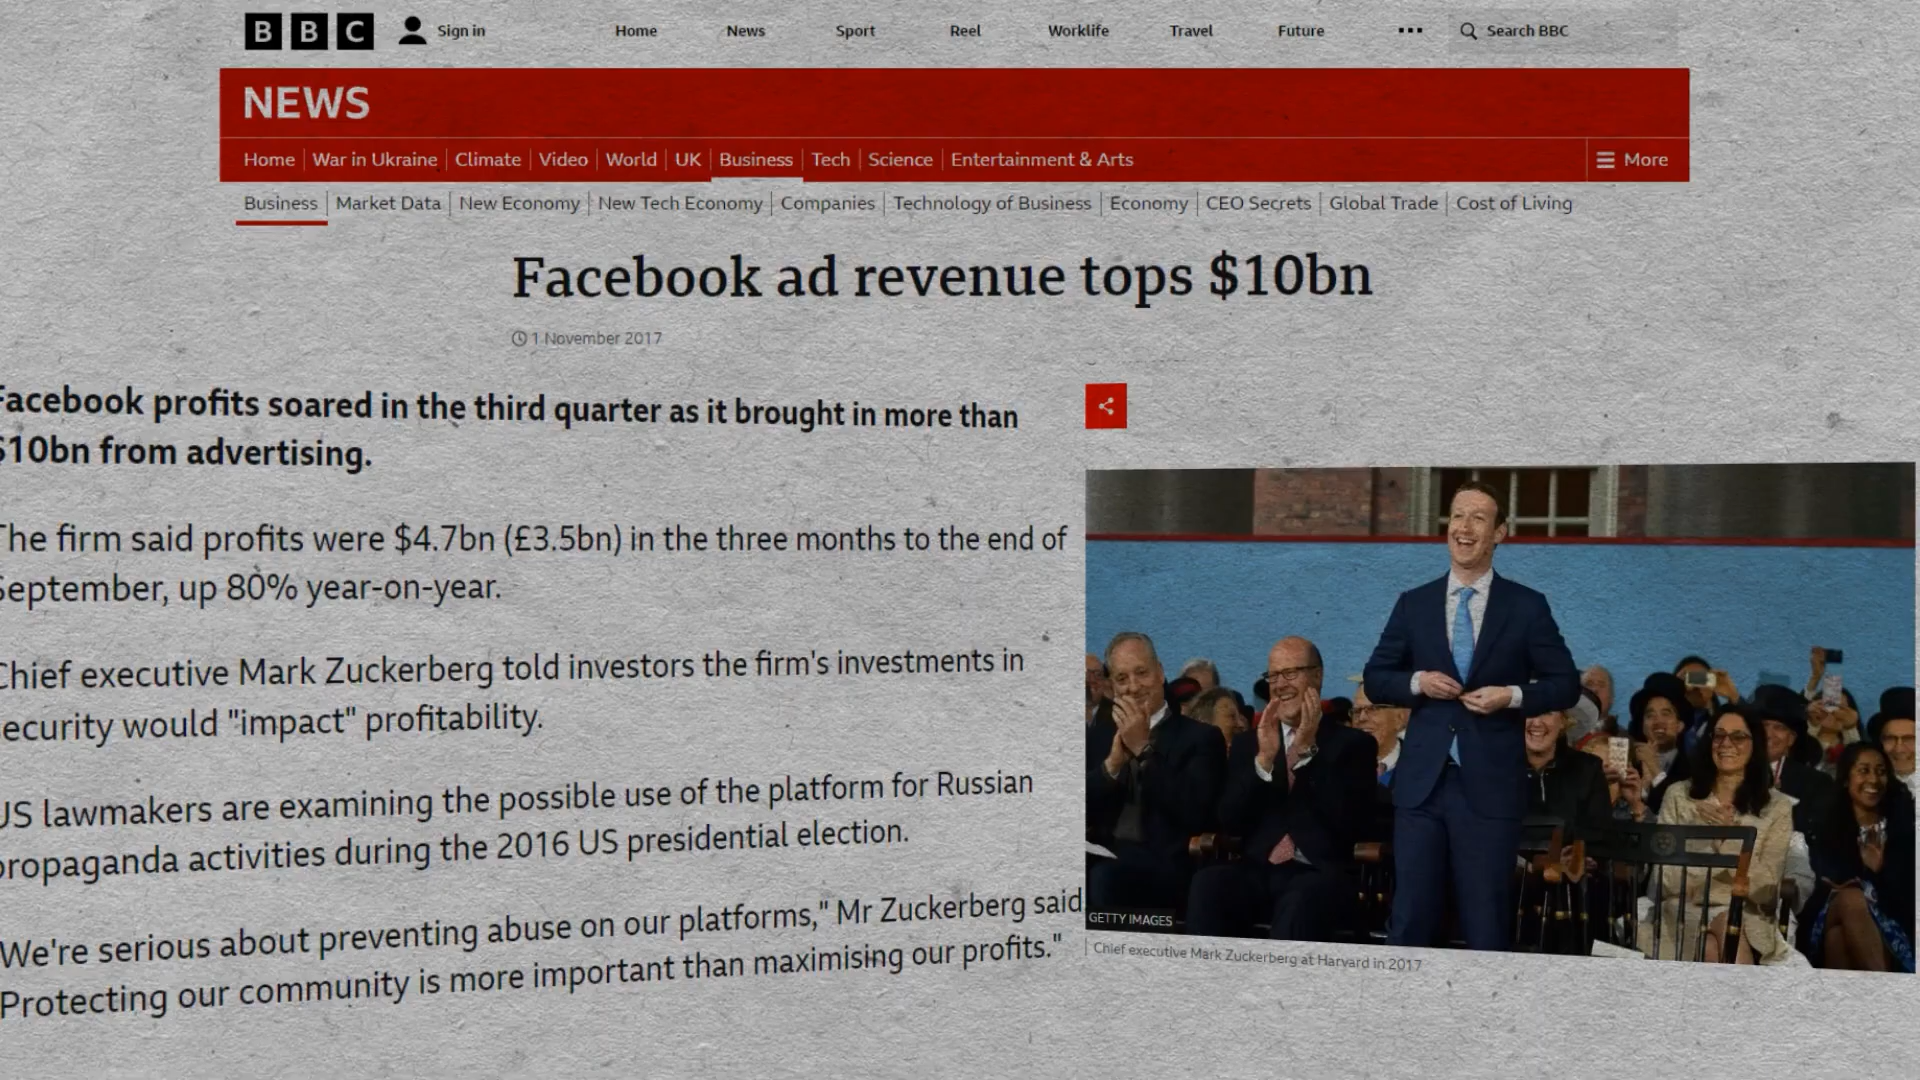 BBC Sign in Home News Sport Reel Worklife Travel Future Search BBC
NEWS
Home War in Ukraine Climate Video World UK Business Tech Science Entertainment & Arts More
Business Market Data New Economy New Tech Economy Companies Technology of Business Economy CEO Secrets Global Trade Cost of Living
Facebook ad revenue tops $10bn
1 November 2017
Facebook profits soared in the third quarter as it brought in more than
$10bn from advertising.
The firm said profits were $4.7bn (£3.5bn) in the three months to the end of
September, up 80% year-on-year.
Chief executive Mark Zuckerberg told investors the firm's investments in
security would "impact" profitability.
US lawmakers are examining the possible use of the platform for Russian
propaganda activities during the 2016 US presidential election.
"We're serious about preventing abuse on our platforms," Mr Zuckerberg said.
"Protecting our community is more important than maximising our profits."
GETTY IMAGES
Chief executive Mark Zuckerberg at Harvard in 2017